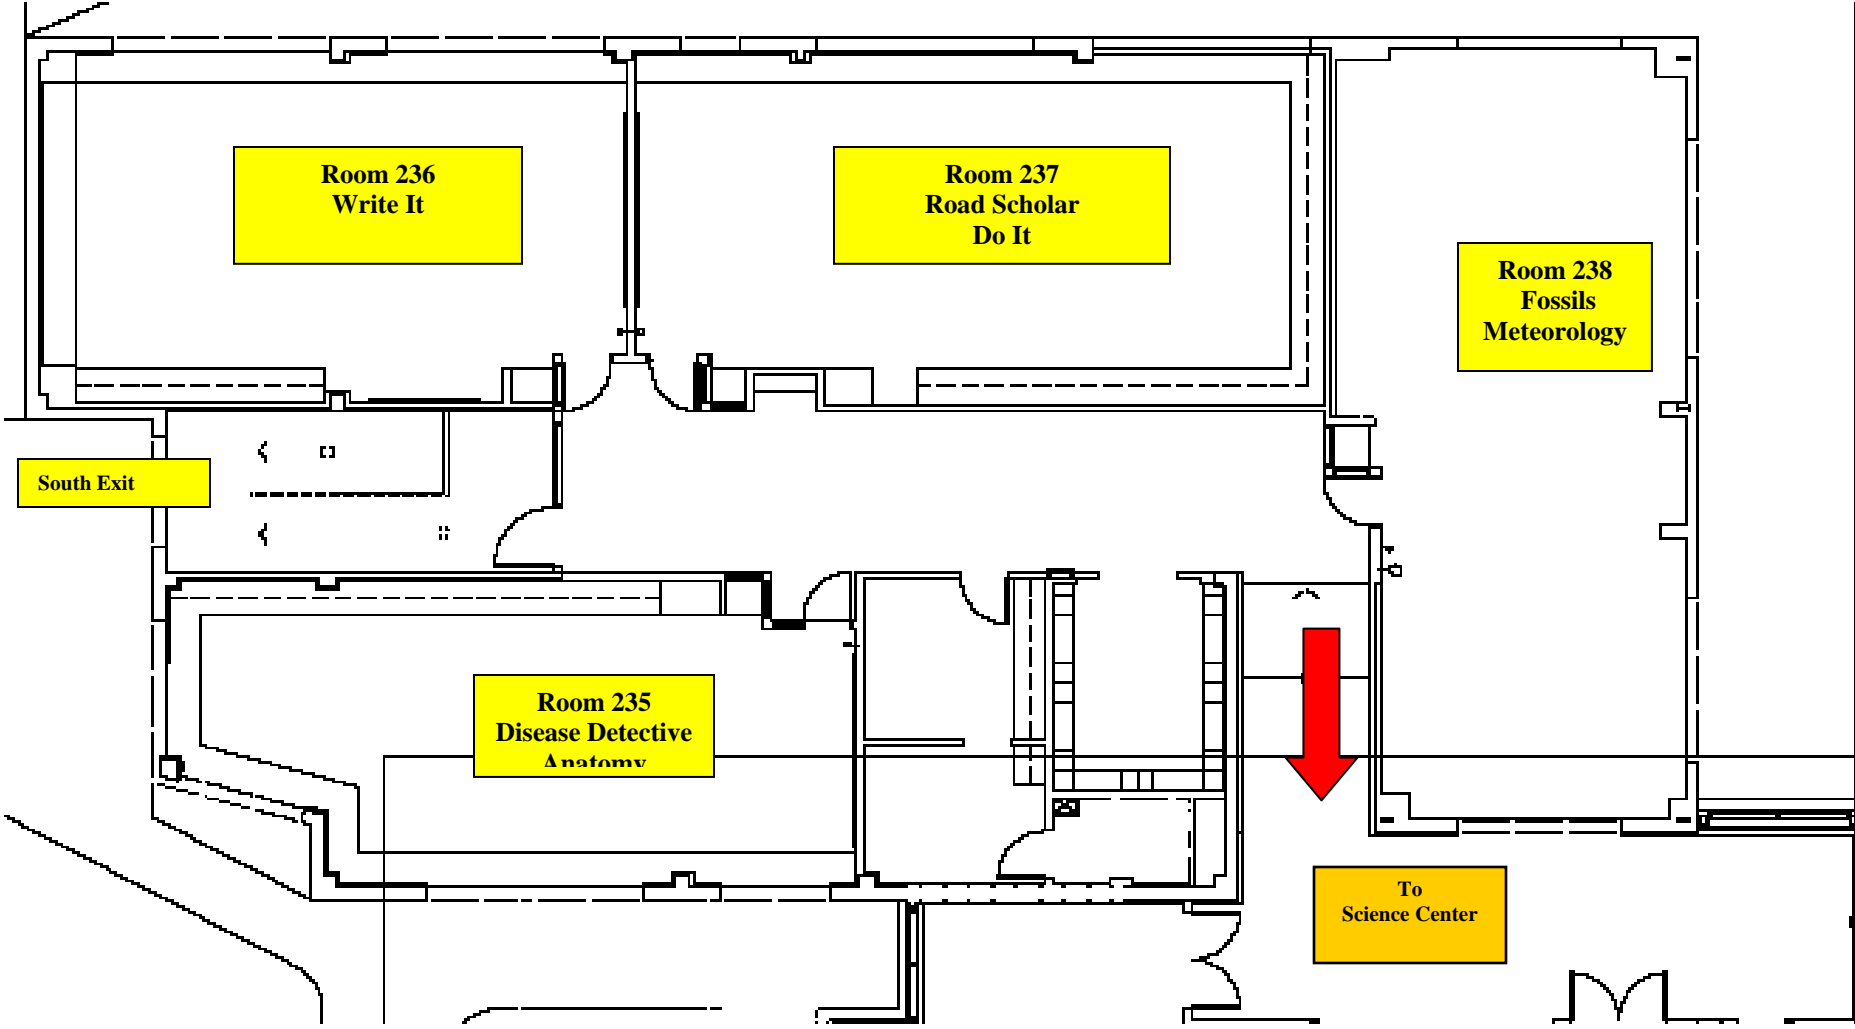 Room 236
Write It
Room 237
Road Scholar
Do It
Room 238
Fossils
Meteorology
South Exit
Room 235
Disease Detective
Anatomy
To
Science Center